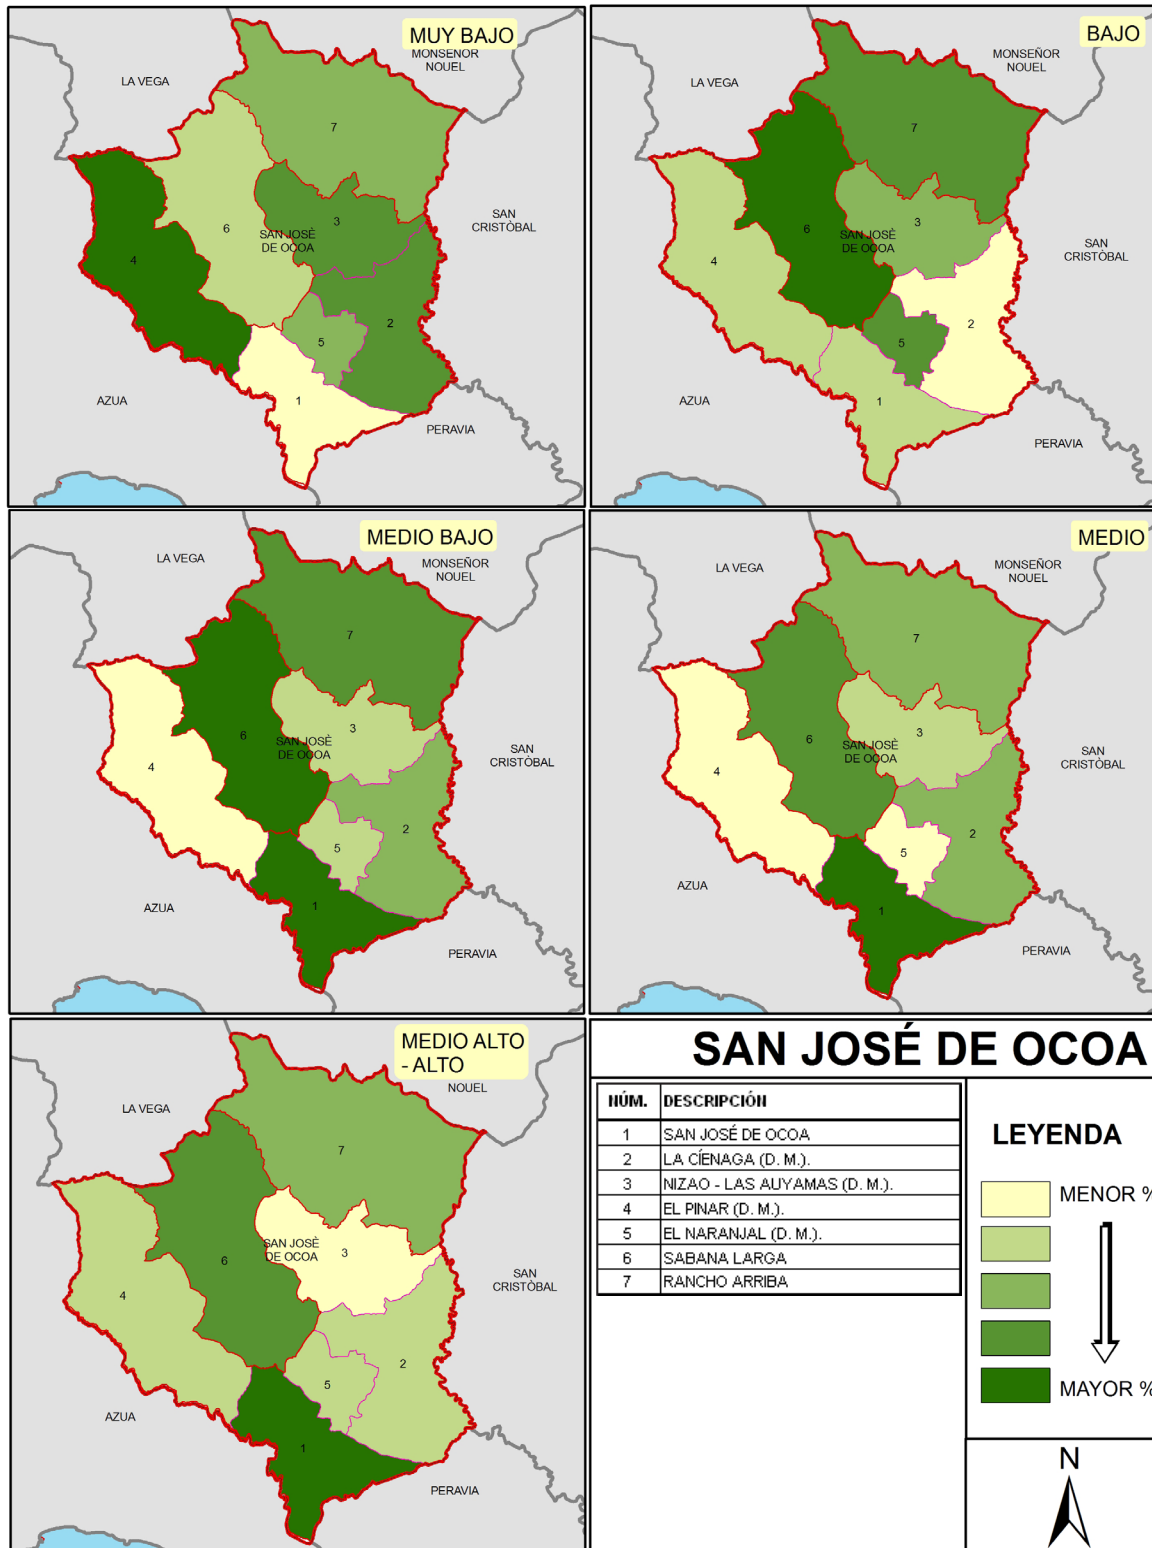 MUY BAJO
MONSEÑOR
NOUEL
LA VEGA
7
SAN
CRISTÒBAL
3
6
SAN JOSÈ
DE OCOA
4
2
5
1
AZUA
PERAVIA
BAJO
MONSEÑOR
NOUEL
LA VEGA
7
3
6
SAN JOSÈ
DE OCOA
SAN
CRISTÒBAL
4
2
5
1
AZUA
PERAVIA
MEDIO BAJO
LA VEGA
MONSEÑOR
NOUEL
7
3
6
SAN JOSÈ
DE OCOA
SAN
CRISTÒBAL
4
2
5
1
AZUA
PERAVIA
MEDIO
LA VEGA
MONSEÑOR
NOUEL
7
3
6
SAN JOSÈ
DE OCOA
SAN
CRISTÒBAL
4
2
5
1
AZUA
PERAVIA
MEDIO ALTO
- ALTO
NOUEL
LA VEGA
7
3
SAN JOSÈ
DE OCOA
6
SAN
CRISTÒBAL
4
2
5
1
AZUA
PERAVIA
SAN JOSÉ DE OCOA
NÚM. DESCRIPCIÓN
1 SAN JOSÉ DE OCOA
2 LA CÍENAGA (D. M.).
3 NIZAO - LAS AUYAMAS (D. M.).
4 EL PINAR (D. M.).
5 EL NARANJAL (D. M.).
6 SABANA LARGA
7 RANCHO ARRIBA
LEYENDA
MENOR %
MAYOR %
N